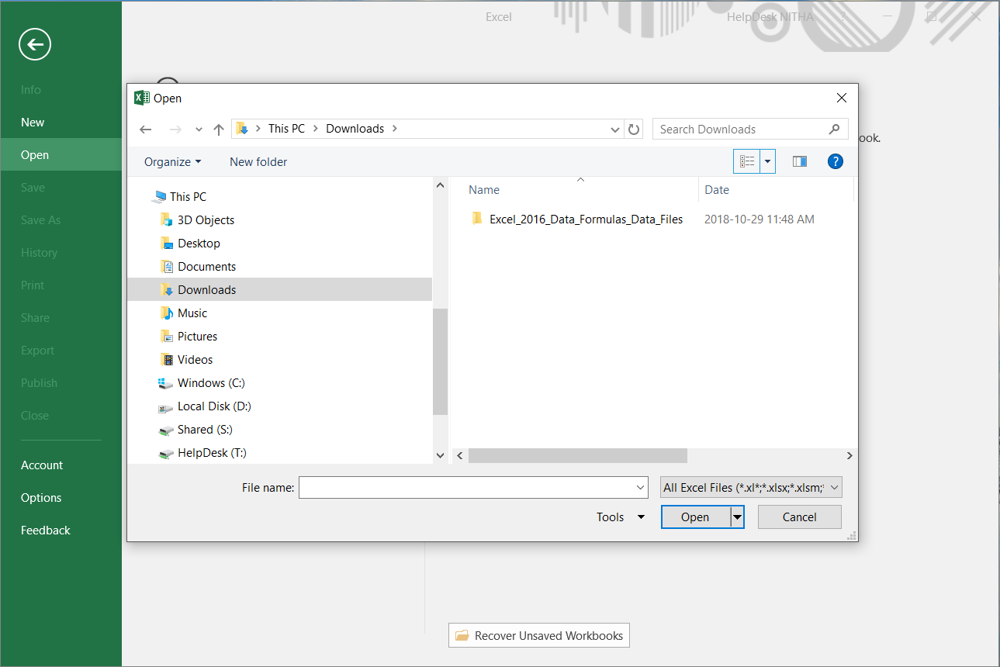 Excel
HelpDesk NITHA
?
Info
New
Open
Save
Save As
History
Print
Share
Export
Publish
Close
Account
Options
Feedback
ook.
Open
This PC
Downloads
Search Downloads
Organize
New folder
?
This PC
3D Objects
Desktop
Documents
Downloads
Music
Pictures
Videos
Windows (C:)
Local Disk (D:)
Shared (S:)
HelpDesk (T:)
Name
Date
Excel_2016_Data_Formulas_Data_Files
2018-10-29 11:48 AM
File name:
All Excel Files (*.xl*;*.xlsx;*.xlsm;*
Tools
Open
Cancel
Recover Unsaved Workbooks